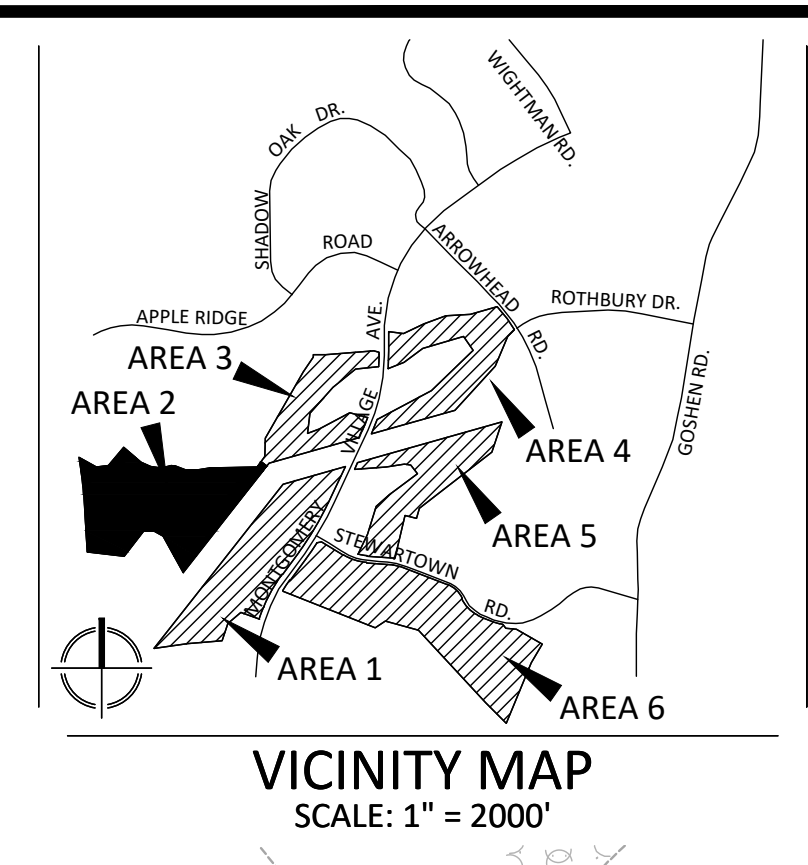 WIGHTMAN RD.
SHADOW OAK DR.
ARROWHEAD RD.
APPLE RIDGE ROAD
ROTHBURY DR.
GOSHEN RD.
MONTGOMERY VILLAGE AVE.
AREA 3
AREA 2
AREA 4
AREA 5
STEWARTOWN RD.
AREA 1
AREA 6
VICINITY MAP
SCALE: 1" = 2000'